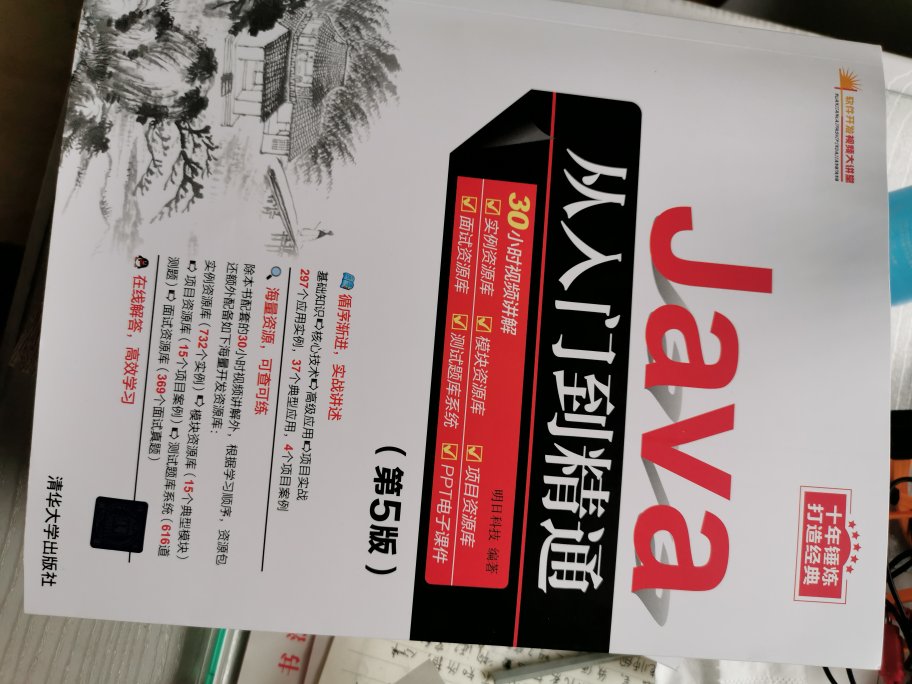 软件开发视频大讲堂
十年锤炼
打造经典
Java
从入门到精通
(第5版)
明日科技 编著
30小时视频讲解
实例资源库 模块资源库 项目资源库
面试资源库 测试题库系统 PPT电子课件
循序渐进,实战讲述
基础知识➪核心技术➪高级应用➪项目实战
297个应用实例,37个典型应用,4个项目案例
海量资源,可查可练
除本书配套的30小时视频讲解外,根据学习顺序,资源包
还额外配备如下海量开发资源库:
实例资源库(732个实例)➪模块资源库(15个典型模块)
➪项目资源库(15个项目案例)➪测试题库系统(616道
测题)➪面试资源库(369个面试真题)
在线解答,高效学习
清华大学出版社